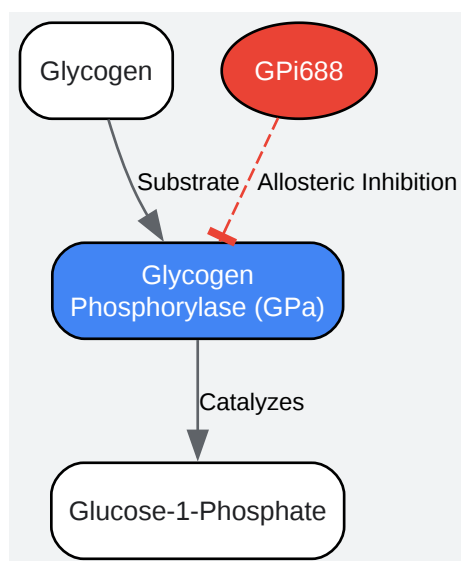 Glycogen
GPi688
Substrate
Allosteric Inhibition
Glycogen
Phosphorylase (GPa)
Catalyzes
Glucose-1-Phosphate